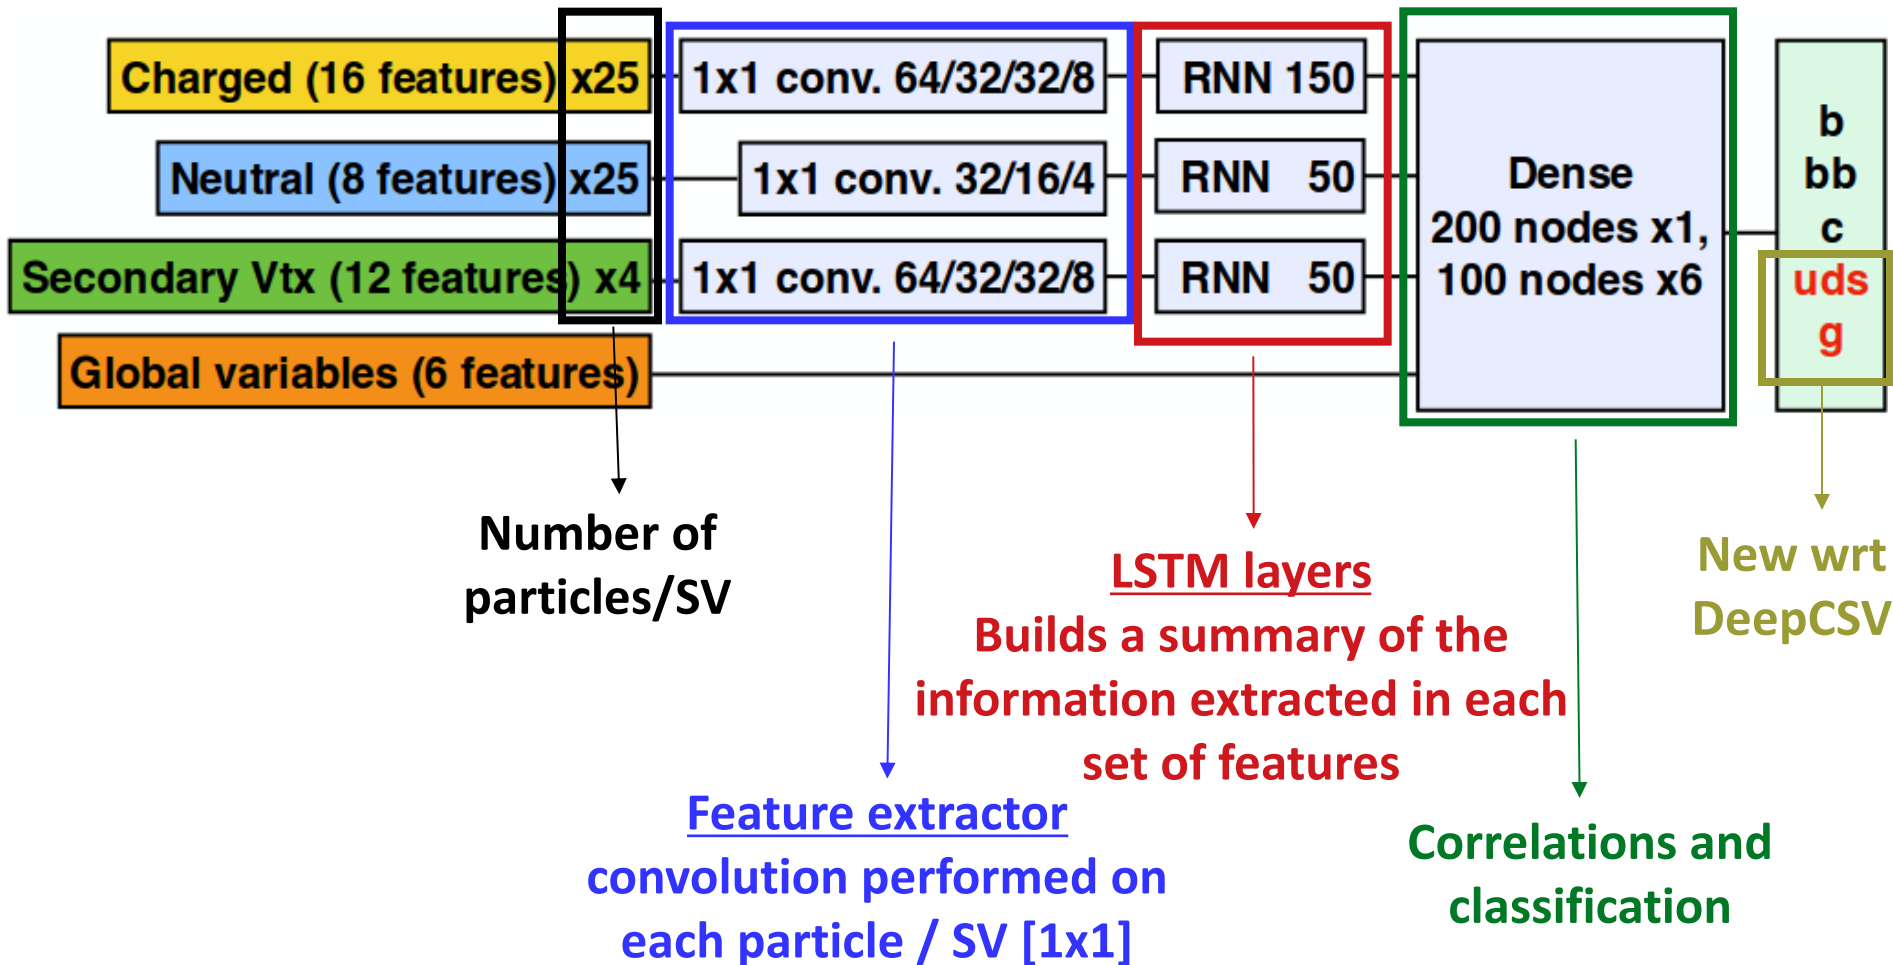 Charged (16 features) x25
1x1 conv. 64/32/32/8
RNN 150
Neutral (8 features) x25
1x1 conv. 32/16/4
RNN 50
Secondary Vtx (12 features) x4
1x1 conv. 64/32/32/8
RNN 50
Global variables (6 features)
Dense
200 nodes x1,
100 nodes x6
b
bb
c
uds
g
Number of
particles/SV
Feature extractor
convolution performed on
each particle / SV [1x1]
LSTM layers
Builds a summary of the
information extracted in each
set of features
Correlations and
classification
New wrt
DeepCSV